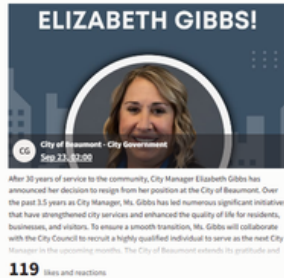 ELIZABETH GIBBS!
CG
City of Beaumont - City Government
Sep 23, 02:00
After 30 years of service to the community, City Manager Elizabeth Gibbs has
announced her decision to resign from her position at the City of Beaumont. Over
the past 3.5 years as City Manager, Ms. Gibbs has led numerous significant initiatives
that have strengthened city services and enhanced the quality of life for residents,
businesses, and visitors. To ensure a smooth transition, Ms. Gibbs will collaborate
with the City Council to recruit a highly qualified individual to serve as the next City
Manager in the upcoming months. The City of Beaumont extends its gratitude and
119 likes and reactions